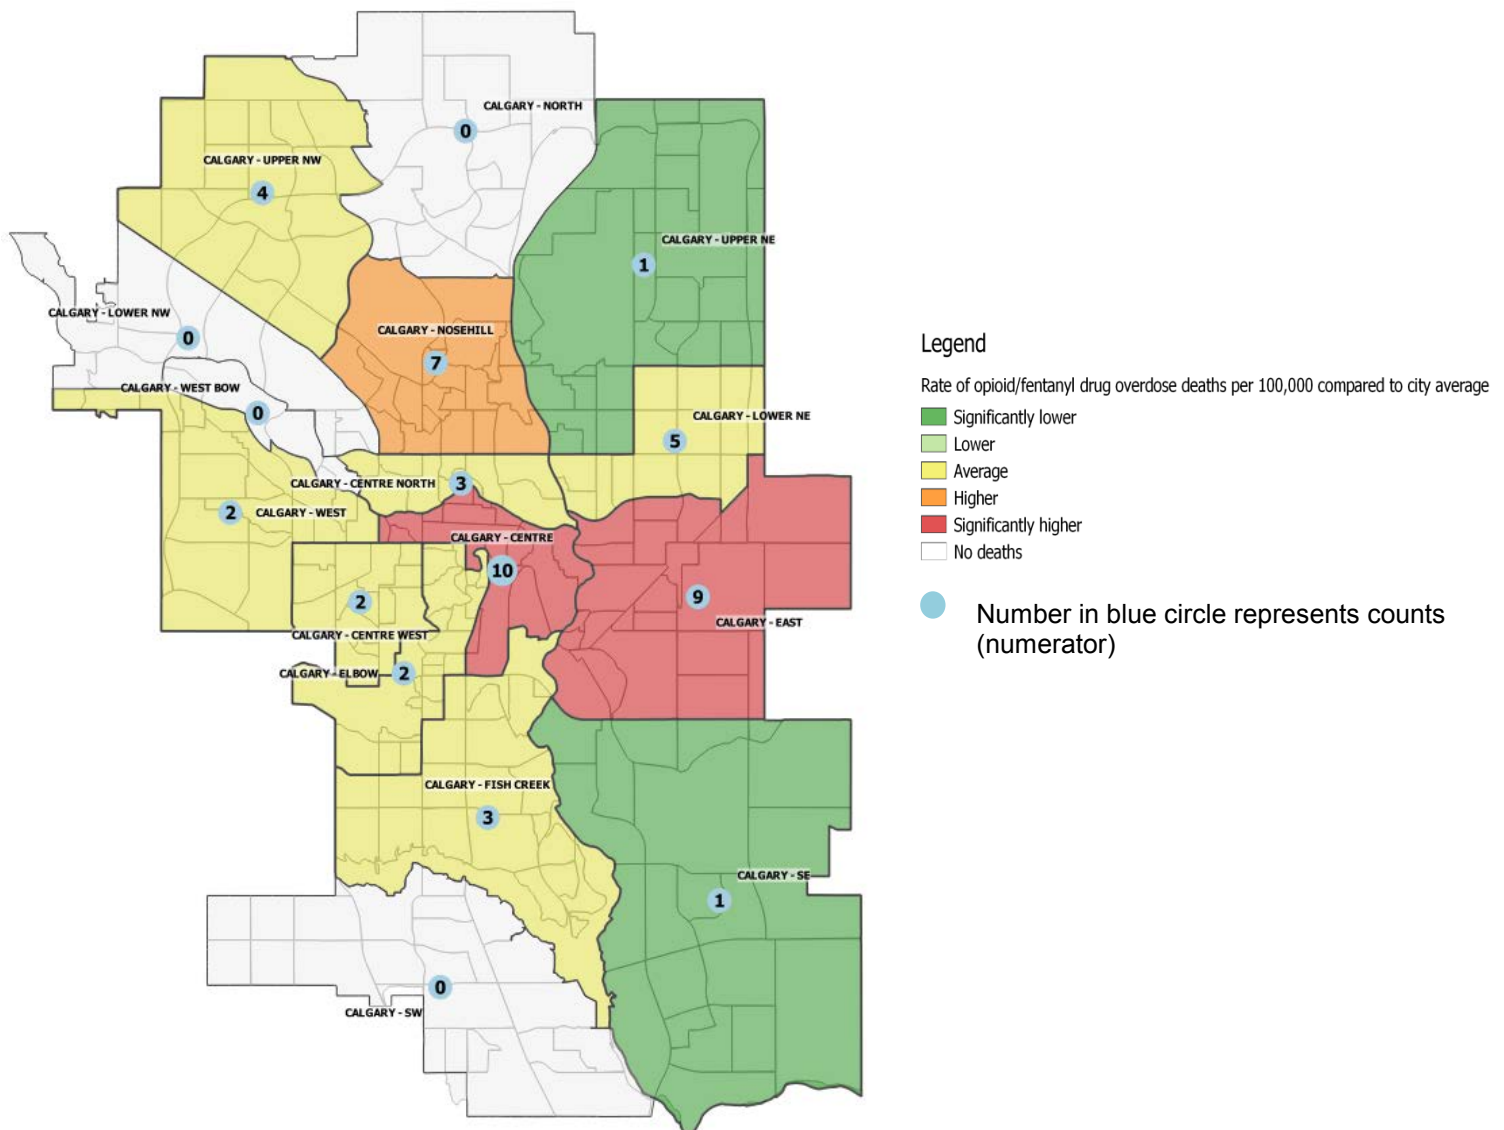 CALGARY - NORTH
0
CALGARY - UPPER NW
4
CALGARY - UPPER NE
1
CALGARY - LOWER NW
0
CALGARY - NOSEHILL
7
CALGARY - WEST BOW
0
CALGARY - LOWER NE
5
CALGARY - CENTRE NORTH
3
CALGARY - WEST
2
CALGARY - CENTRE
10
CALGARY - EAST
9
2
CALGARY - CENTRE WEST
CALGARY - ELBOW
2
CALGARY - FISH CREEK
3
CALGARY - SE
1
0
CALGARY - SW
Legend
Rate of opioid/fentanyl drug overdose deaths per 100,000 compared to city average
Significantly lower
Lower
Average
Higher
Significantly higher
No deaths
Number in blue circle represents counts
(numerator)